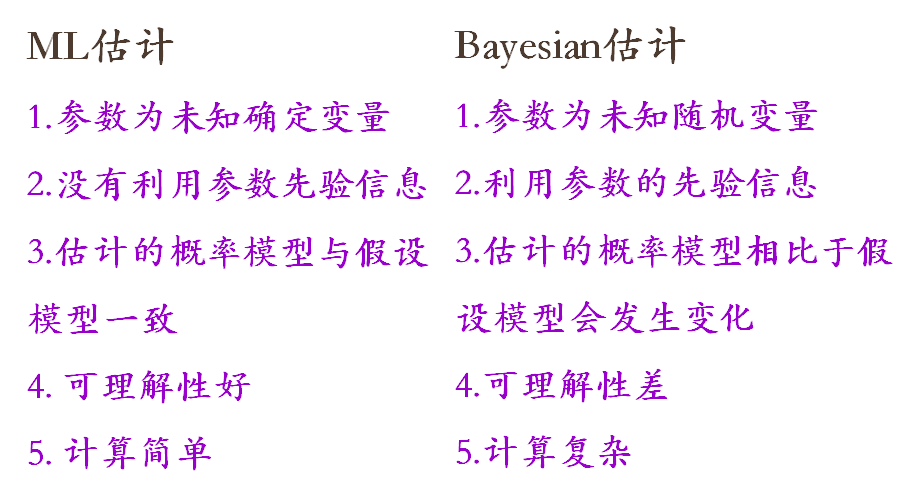 ML估计
1.参数为未知确定变量
2.没有利用参数先验信息
3.估计的概率模型与假设
模型一致
4. 可理解性好
5. 计算简单
Bayesian估计
1.参数为未知随机变量
2.利用参数的先验信息
3.估计的概率模型相比于假
设模型会发生变化
4.可理解性差
5.计算复杂